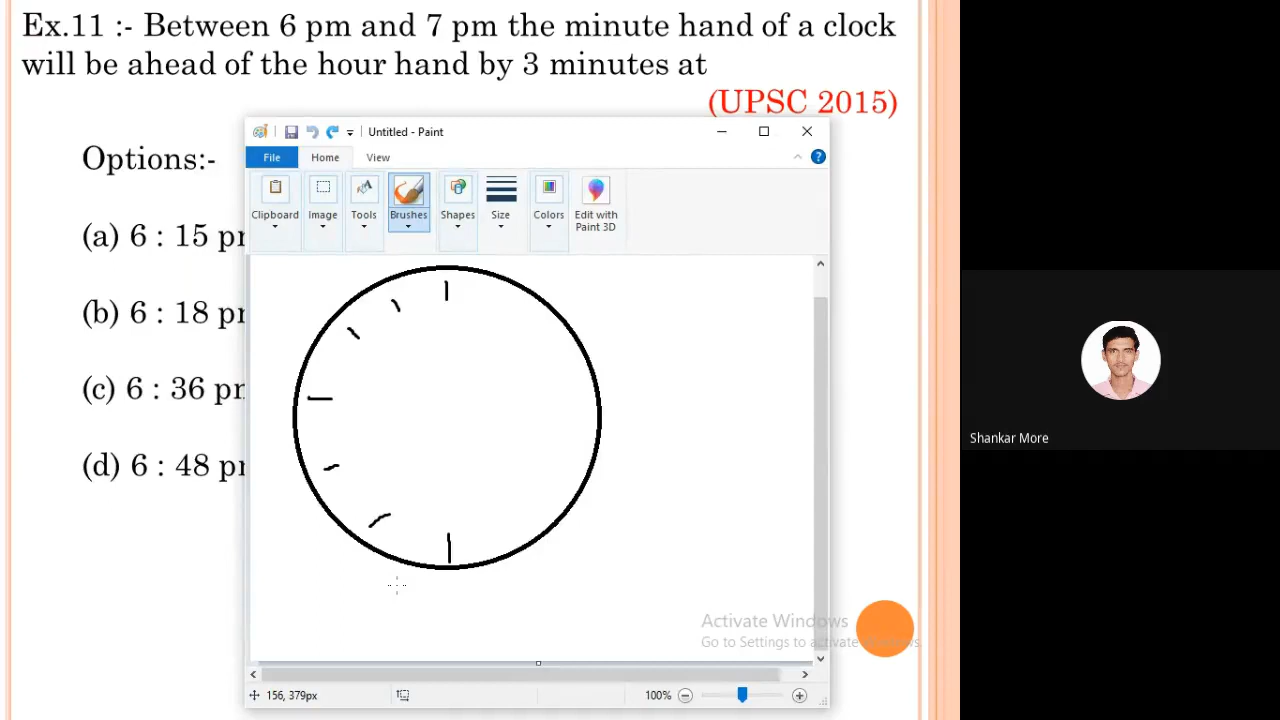 Ex.11 :- Between 6 pm and 7 pm the minute hand of a clock
will be ahead of the hour hand by 3 minutes at
(UPSC 2015)
Options:-
(a) 6 : 15
(b) 6 : 18
(c) 6 : 36
(d) 6 : 48
Untitled - Paint
File Home View
Clipboard Image Tools Brushes Shapes Size Colors Edit with
Paint 3D
Shankar More
Activate Windows
Go to Settings to activate Windows.
156, 379px
100%